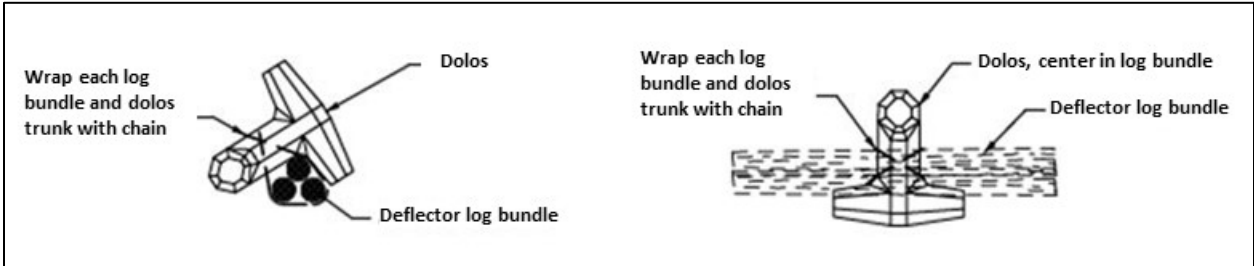 Wrap each log
bundle and dolos
trunk with chain
Dolos
Deflector log bundle
Wrap each log
bundle and dolos
trunk with chain
Dolos, center in log bundle
Deflector log bundle